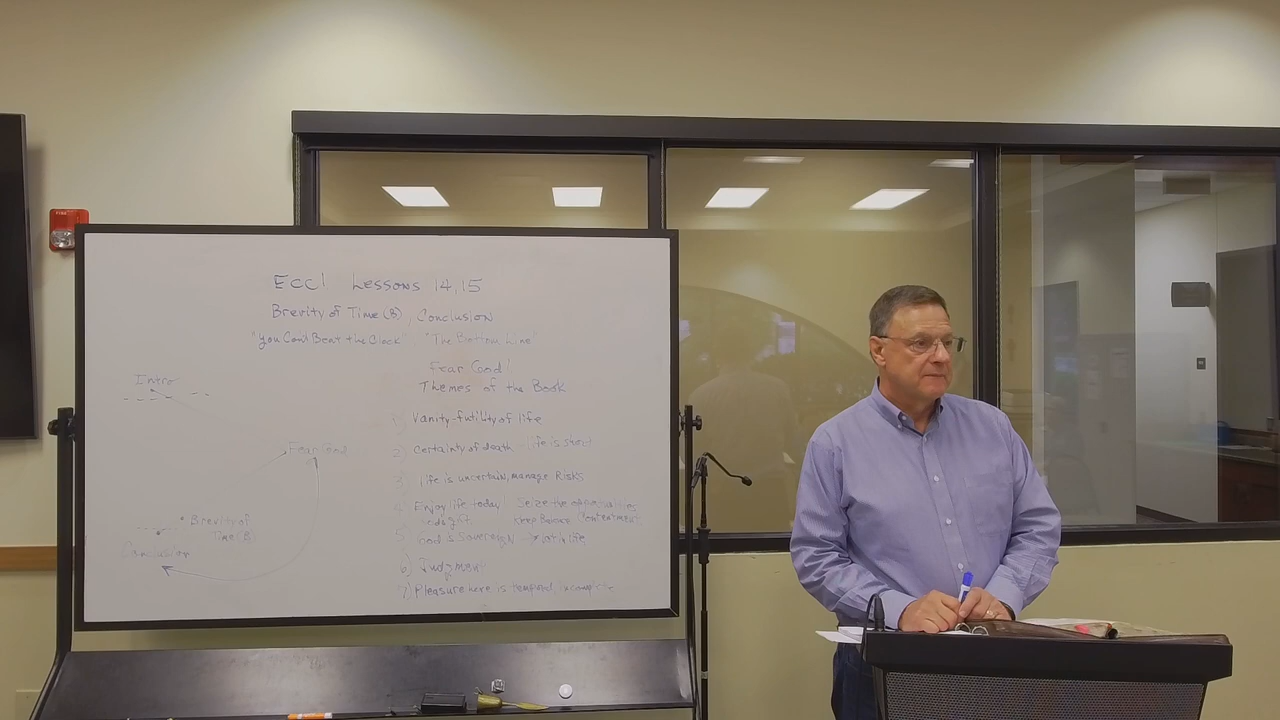 Eccl Lessons 14,15
Brevity of Time (B), Conclusion
"You Can't Beat the Clock" "The Bottom Line"
Fear God!
Themes of the Book
1) Vanity-futility of life
2) Certainty of death - life is short
3) Life is uncertain, manage Risks
4) Enjoy life today! Seize the opportunities
Keep Balance Contentment
5) God is Sovereign
6) Judgment
7) Pleasure here is temporal, incomplete
Intro
Fear God
Brevity of
Time (B)
Conclusion
FIRE